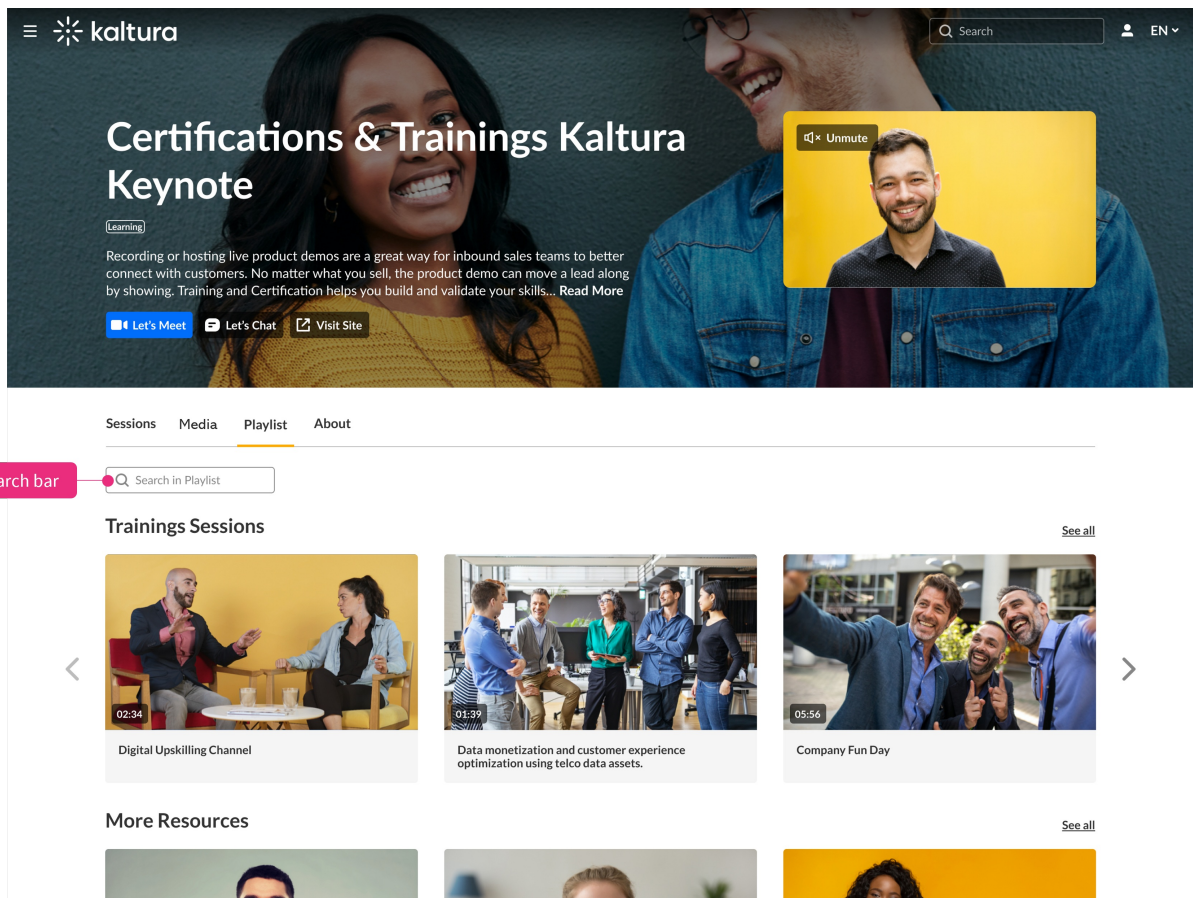 kaltura
Search
EN
Certifications & Trainings Kaltura
Keynote
Unmute
Learning
Recording or hosting live product demos are a great way for inbound sales teams to better
connect with customers. No matter what you sell, the product demo can move a lead along
by showing. Training and Certification helps you build and validate your skills... Read More
Let's Meet
Let's Chat
Visit Site
Sessions
Media
Playlist
About
arch bar
Search in Playlist
Trainings Sessions
See all
02:34
01:39
05:56
Digital Upskilling Channel
Data monetization and customer experience
optimization using telco data assets.
Company Fun Day
More Resources
See all